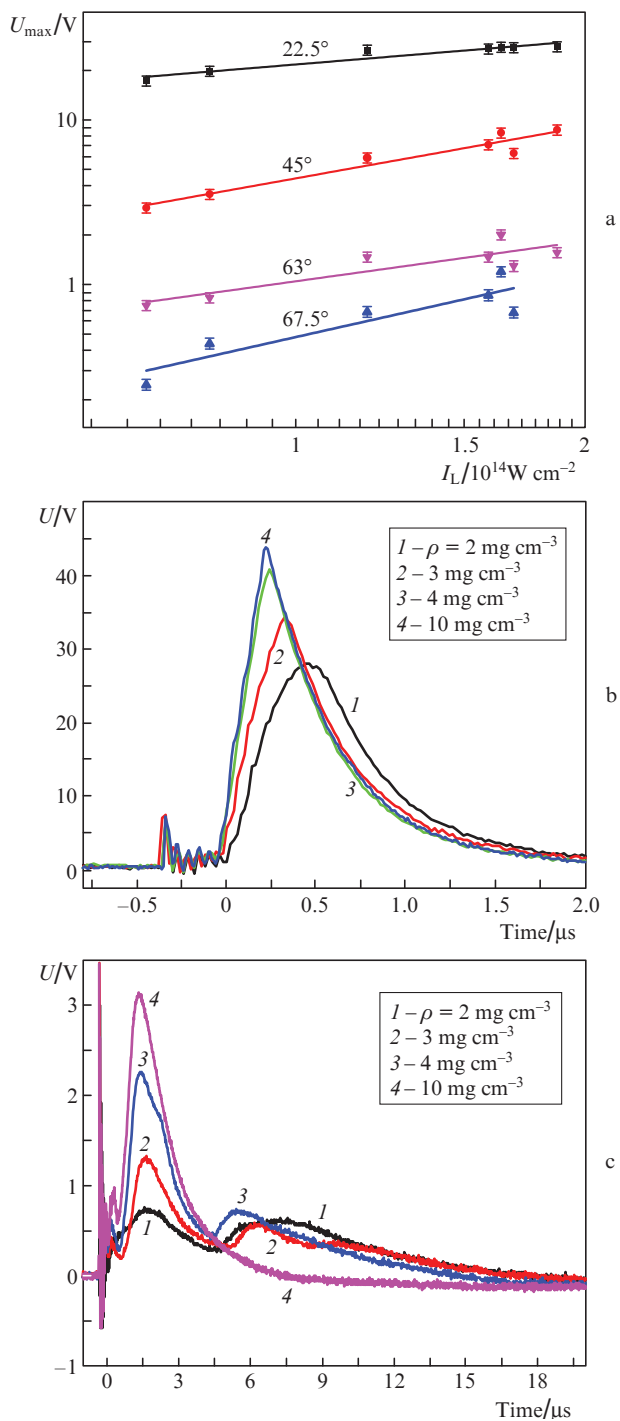 U_max/V
22.5°
10
45°
a
63°
1
67.5°
1
1.5
2
I_L/10^14 W cm^–2
U/V
4
1 – ρ = 2 mg cm^–3
2 – 3 mg cm^–3
3 – 4 mg cm^–3
4 – 10 mg cm^–3
40
30
2
1
b
20
10
3
0
–0.5
0
0.5
1.0
1.5
2.0
Time/μs
U/V
3
4
1 – ρ = 2 mg cm^–3
2 – 3 mg cm^–3
3 – 4 mg cm^–3
4 – 10 mg cm^–3
3
2
c
2
1
3
1
1
2
0
4
–1
0
3
6
9
12
15
18
Time/μs